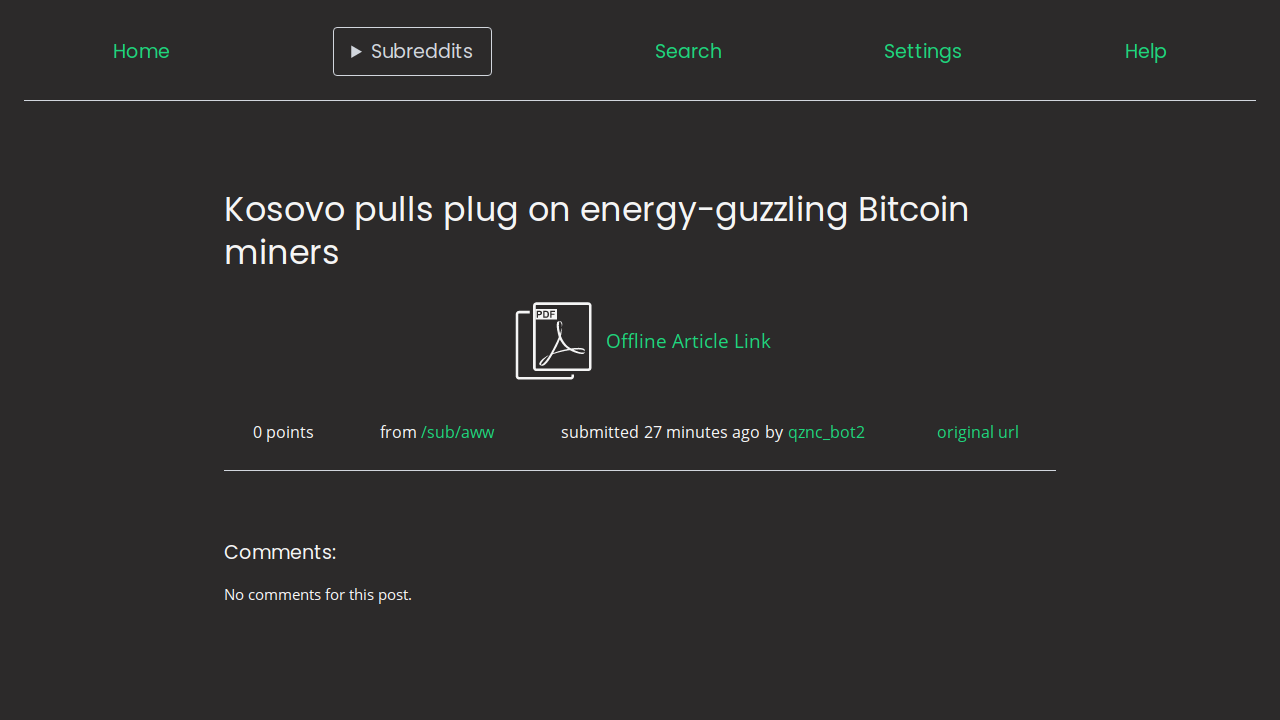 Home
Subreddits
Search
Settings
Help
Kosovo pulls plug on energy-guzzling Bitcoin
miners
PDF
Offline Article Link
0 points
from /sub/aww
submitted 27 minutes ago by qznc_bot2
original url
Comments:
No comments for this post.